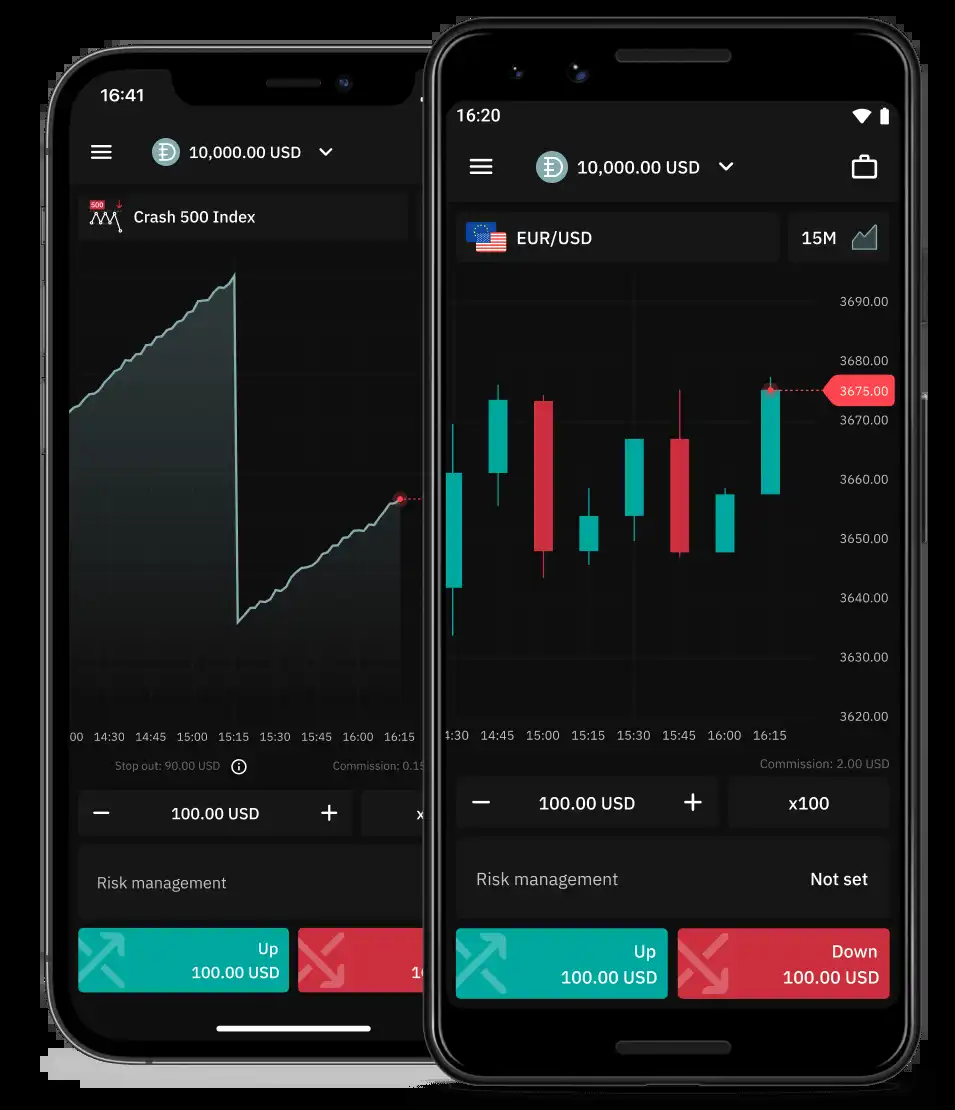 16:41
10,000.00 USD
500
Crash 500 Index
00 14:30 14:45 15:00 15:15 15:30 15:45 16:00 16:15
Stop out: 90.00 USD
Commission: 0.15
− 100.00 USD + x
Risk management
Up
100.00 USD
1
16:20
10,000.00 USD
EUR/USD
15M
3690.00
3680.00
3675.00
3670.00
3660.00
3650.00
3640.00
3630.00
3620.00
4:30 14:45 15:00 15:15 15:30 15:45 16:00 16:15
Commission: 2.00 USD
− 100.00 USD + x100
Risk management Not set
Up
100.00 USD
Down
100.00 USD